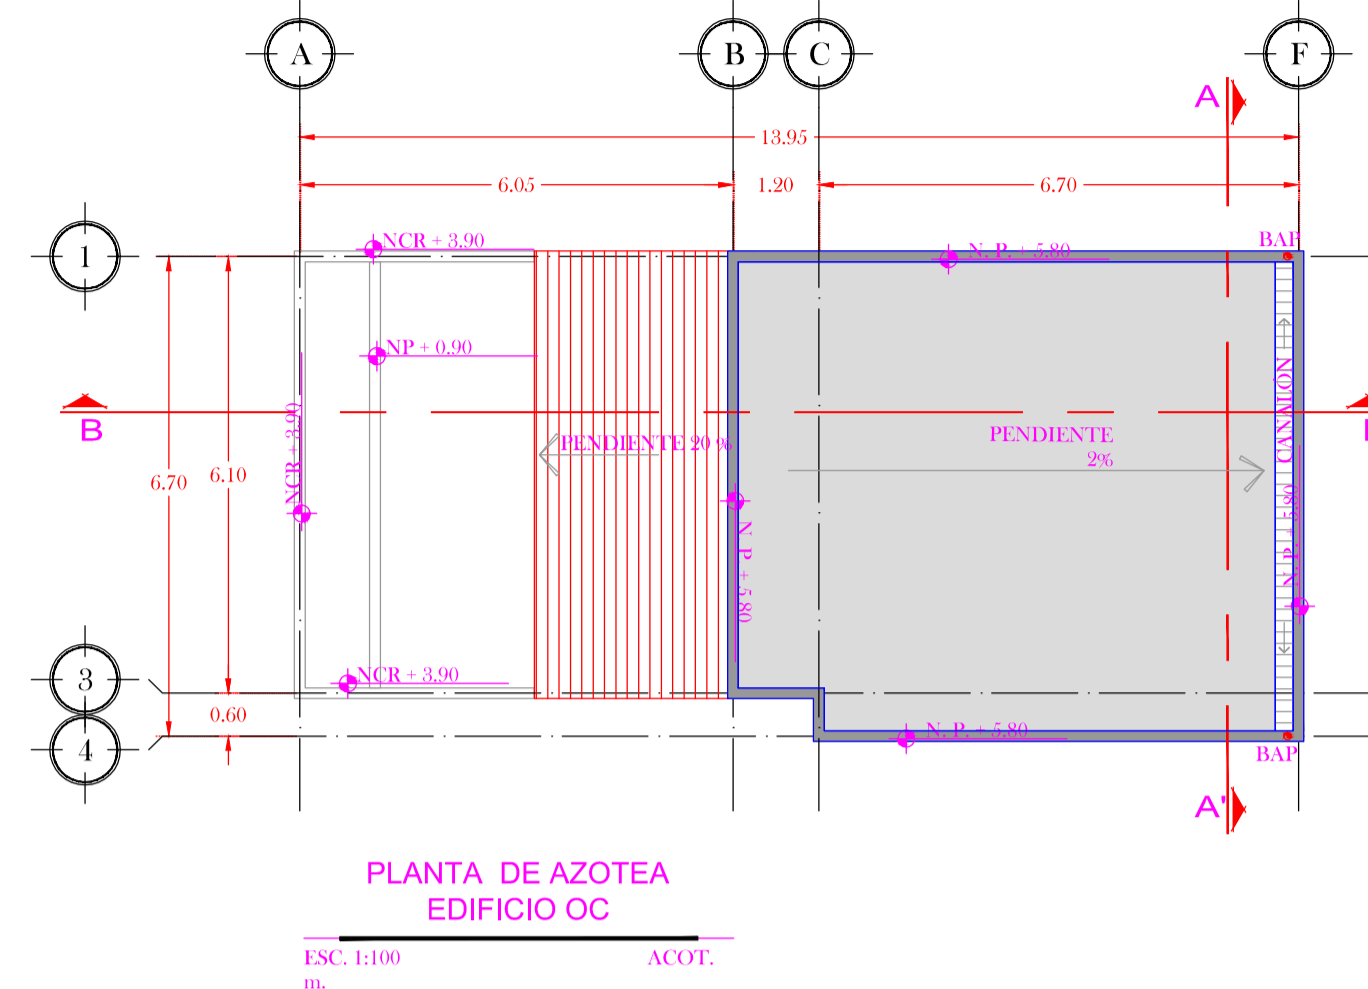 A
B
C
F
A
13.95
6.05
1.20
6.70
1
NCR + 3.90
N. P. + 5.80
BAP
NP + 0.90
B
NCR + 3.90
PENDIENTE 20 %
PENDIENTE
2%
CANALÓN
6.70
6.10
N. P. + 5.80
N. P. + 5.80
3
NCR + 3.90
0.60
4
N. P. + 5.80
BAP
A'
PLANTA DE AZOTEA
EDIFICIO OC
ESC. 1:100
ACOT.
m.